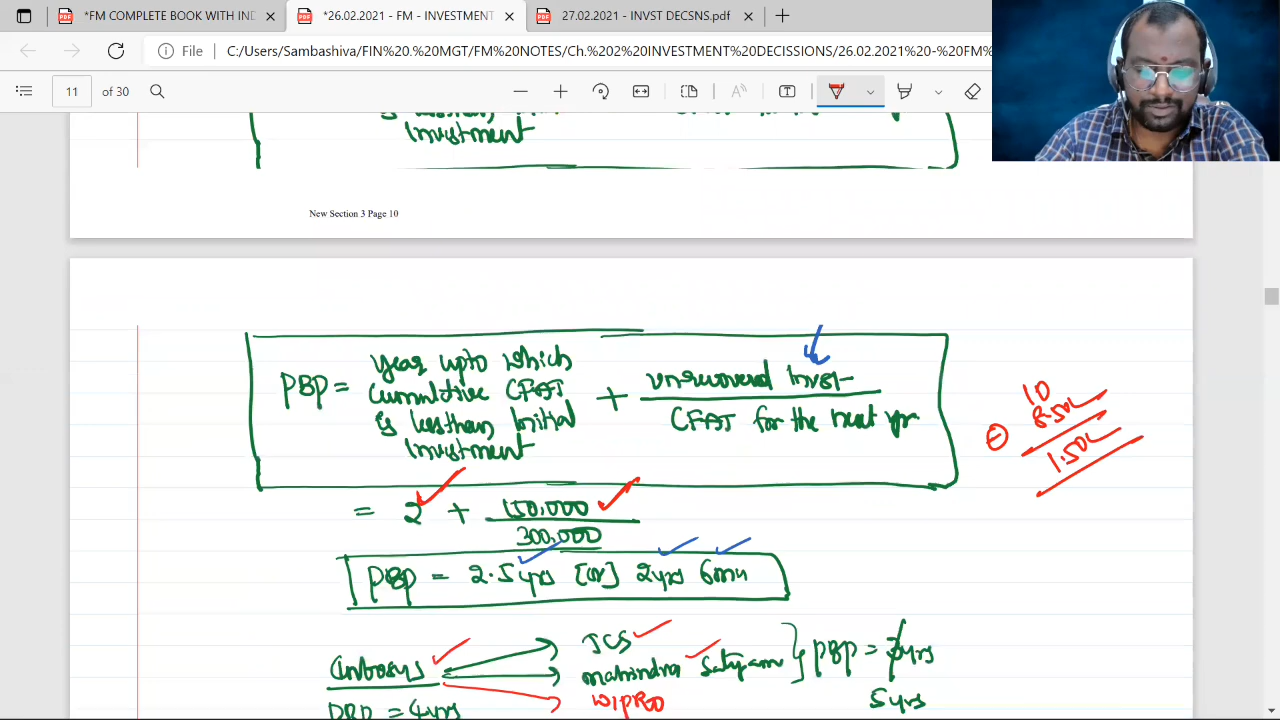 *FM COMPLETE BOOK WITH IND
*26.02.2021 - FM - INVESTMENT
27.02.2021 - INVST DECSNS.pdf
File
C:/Users/Sambashiva/FIN%20.%20MGT/FM%20NOTES/Ch.%202%20INVESTMENT%20DECISSIONS/26.02.2021%20-%20FM%
11
of 30
Investment
New Section 3 Page 10
PBP = year upto which cumulative CFAT is less than Initial Investment + unrecovered Invst- / CFAT for the next yr
10
8.50L
1.50L
= 2 + 150,000 / 300,000
PBP = 2.5yrs [or] 2yrs 6mn
TCS
Mahindra Satyam } PBP =
WIPRO
5yrs
= 4yrs